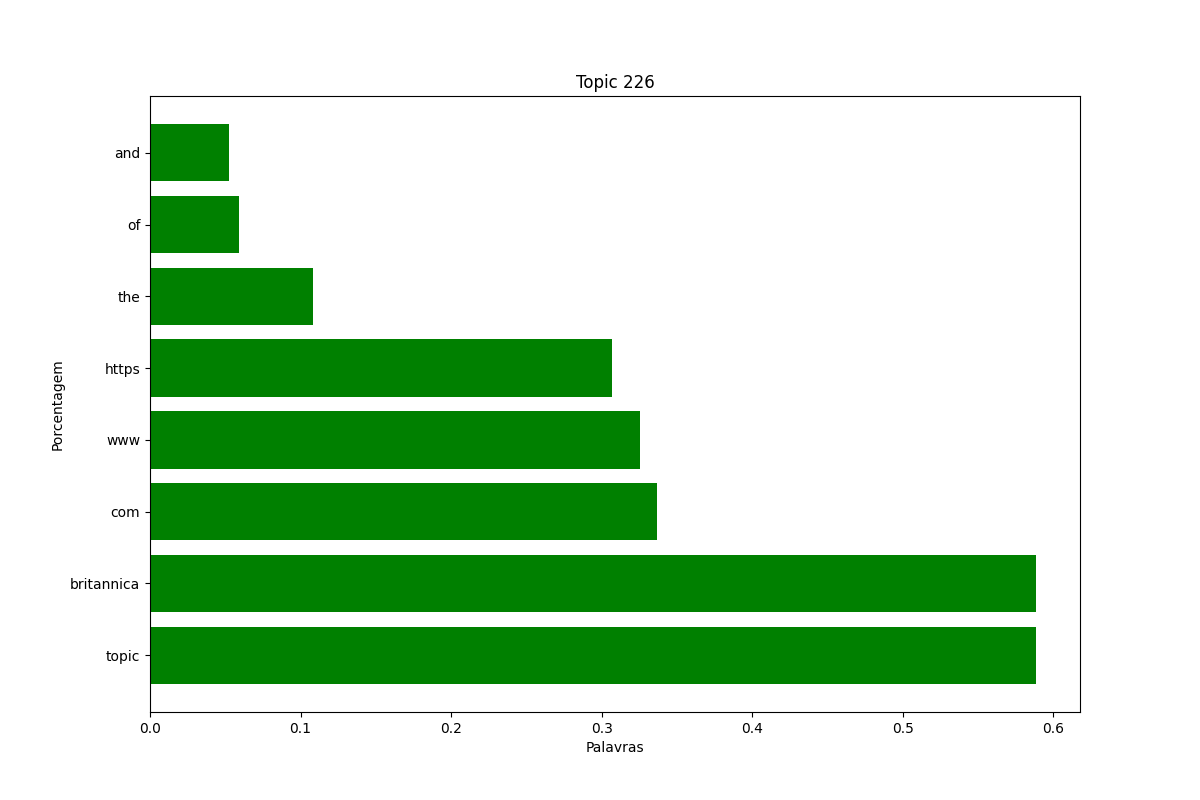 Topic 226
and
of
the
https
www
com
britannica
topic
Porcentagem
0.0 0.1 0.2 0.3 0.4 0.5 0.6
Palavras